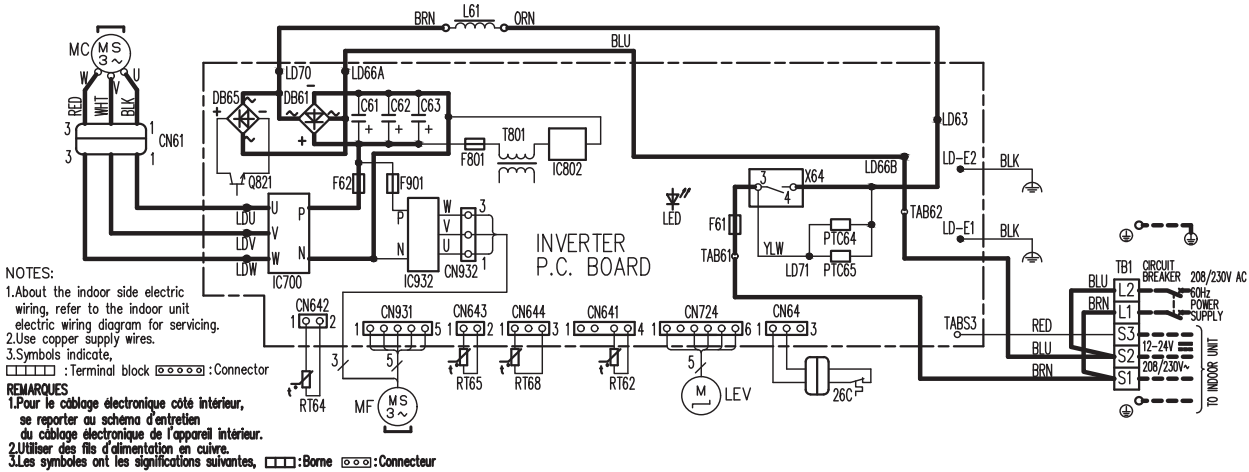 BRN L61 ORN
BLU
MC
MS
3~
W V U
RED WHT BLK
3 1
CN61
3 1
LD70 LD66A
DB65 DB61
C61 C62 C63
+ + +
F801
T801
IC802
LD63
LD66B
LD-E2 BLK
LD-E1 BLK
Q821
F62 F901
LED
3 4
X64
F61
TAB61
TAB62
YLW
LD71
PTC64
PTC65
LDU
LDV
LDW
U V W
P N
IC700
P N
W V U
IC932
3 1
CN932
INVERTER
P.C. BOARD
CN642
1 2
CN931
1 5
CN643
1 2
CN644
1 3
CN641
1 4
CN724
1 6
CN64
1 3
TAB53
RED
BLU
BRN
t° RT64
3 5
MF
MS
3~
t° RT65
t° RT68
t° RT62
5
M
LEV
26C
TB1
BLU
BRN
L2
L1
S3
S2
S1
CIRCUIT
BREAKER
208/230V AC
60Hz
POWER
SUPPLY
12-24V
208/230V~
TO INDOOR UNIT
NOTES:
1.About the indoor side electric
wiring, refer to the indoor unit
electric wiring diagram for servicing.
2.Use copper supply wires.
3.Symbols indicate,
:Terminal block :Connector
REMARQUES
1.Pour le câblage électronique côté intérieur,
se reporter au schéma d'entretien
du câblage électronique de l'appareil intérieur.
2.Utiliser des fils d'alimentation en cuivre.
3.Les symboles ont les significations suivantes, :Borne :Connecteur